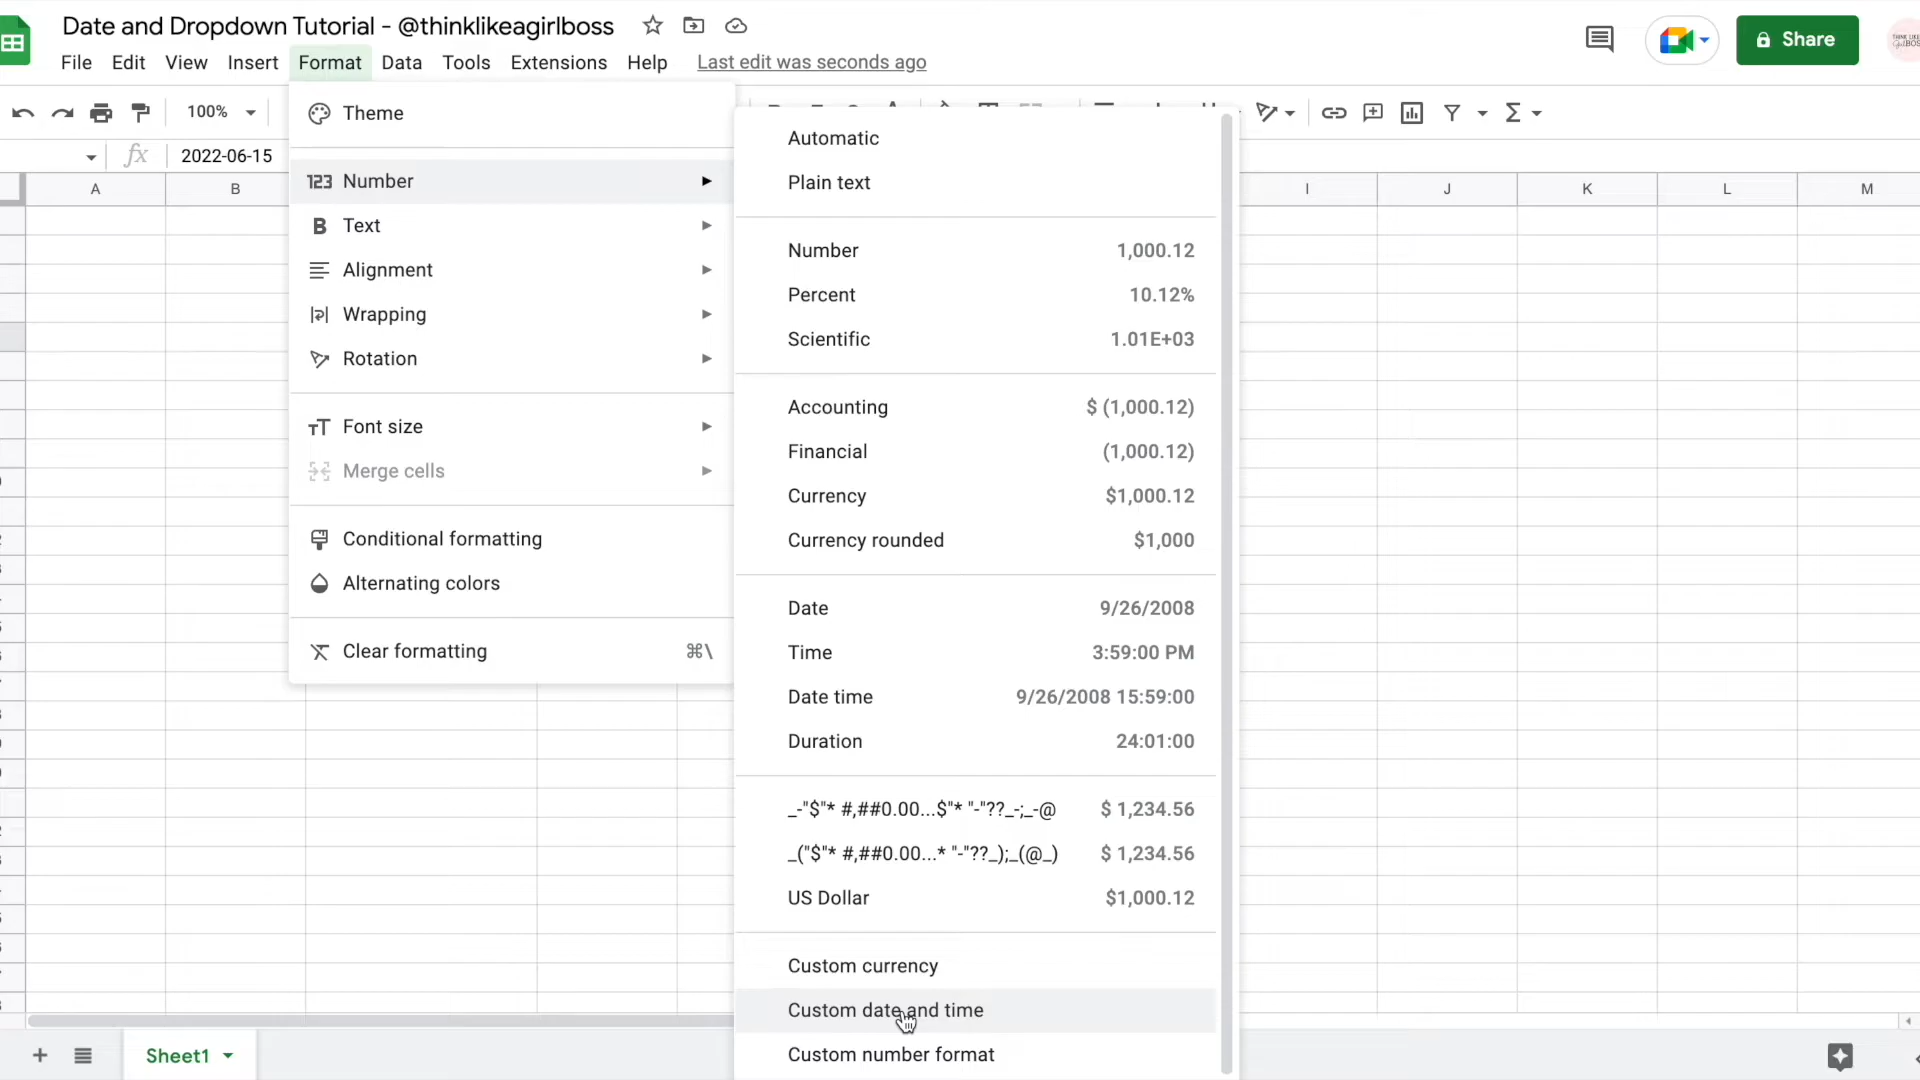 Date and Dropdown Tutorial - @thinklikeagirlboss
Share
File Edit View Insert Format Data Tools Extensions Help Last edit was seconds ago
100%
fx 2022-06-15
A B I J K L M
Theme
123 Number
B Text
Alignment
Wrapping
Rotation
Font size
Merge cells
Conditional formatting
Alternating colors
Clear formatting ⌘\
Automatic
Plain text
Number 1,000.12
Percent 10.12%
Scientific 1.01E+03
Accounting $ (1,000.12)
Financial (1,000.12)
Currency $1,000.12
Currency rounded $1,000
Date 9/26/2008
Time 3:59:00 PM
Date time 9/26/2008 15:59:00
Duration 24:01:00
_-"$"* #,##0.00...$"* "-"??_-;_-@ $ 1,234.56
_("$"* #,##0.00...* "-"??_);_(@_) $ 1,234.56
US Dollar $1,000.12
Custom currency
Custom date and time
Custom number format
Sheet1